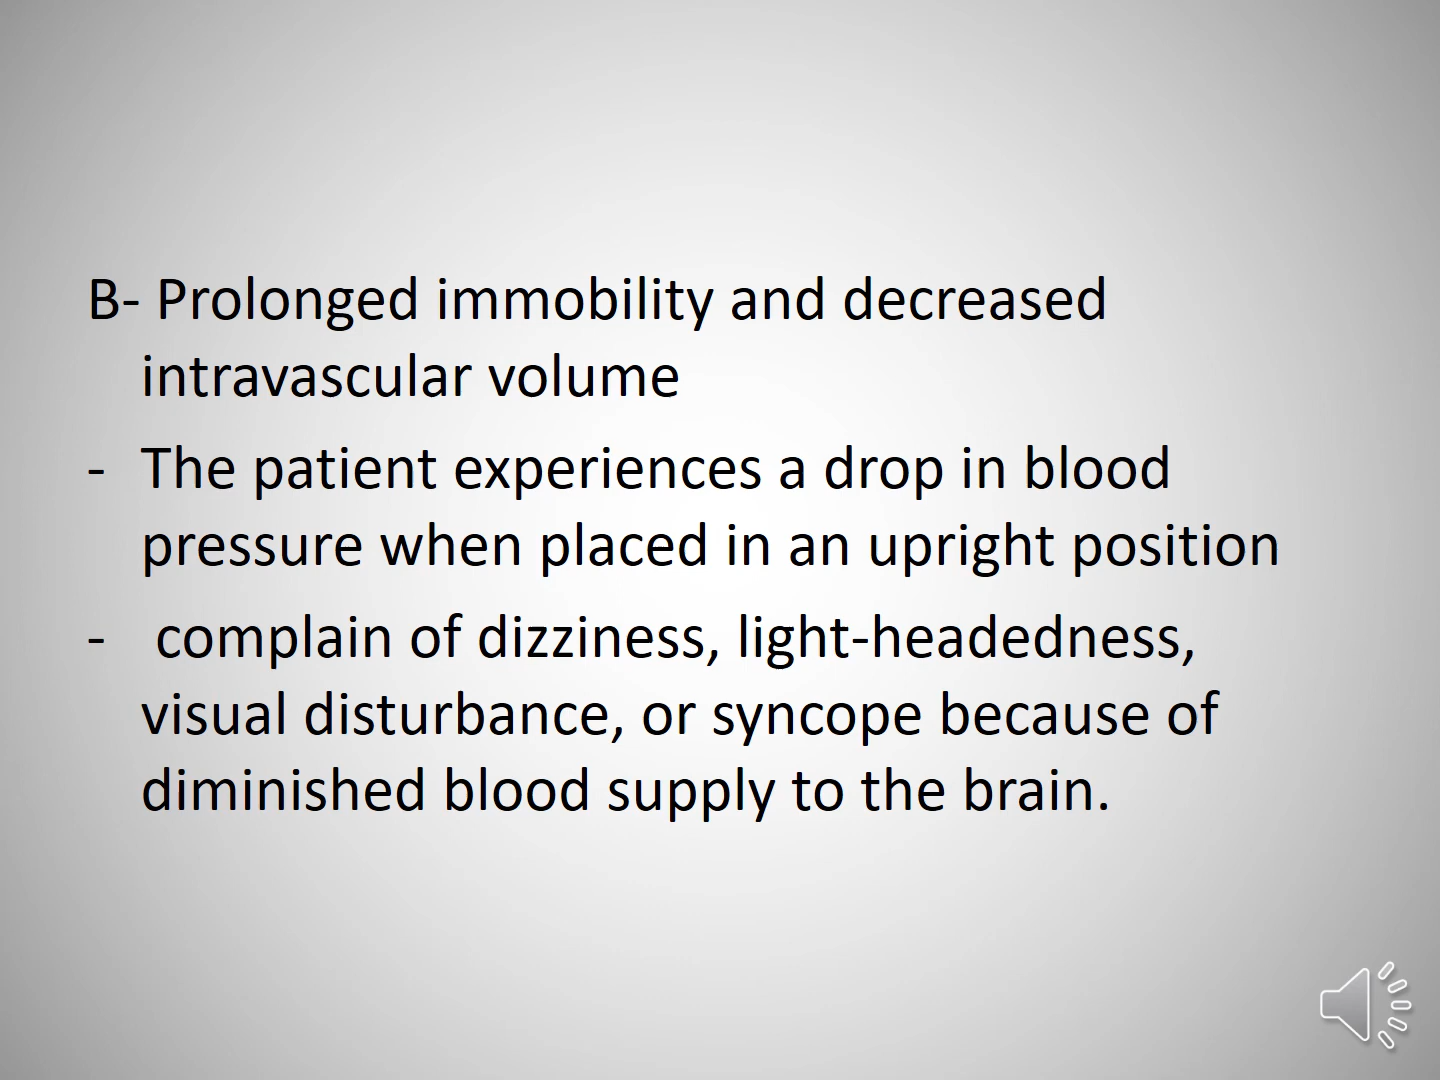 B- Prolonged immobility and decreased
intravascular volume
- The patient experiences a drop in blood
pressure when placed in an upright position
- complain of dizziness, light-headedness,
visual disturbance, or syncope because of
diminished blood supply to the brain.